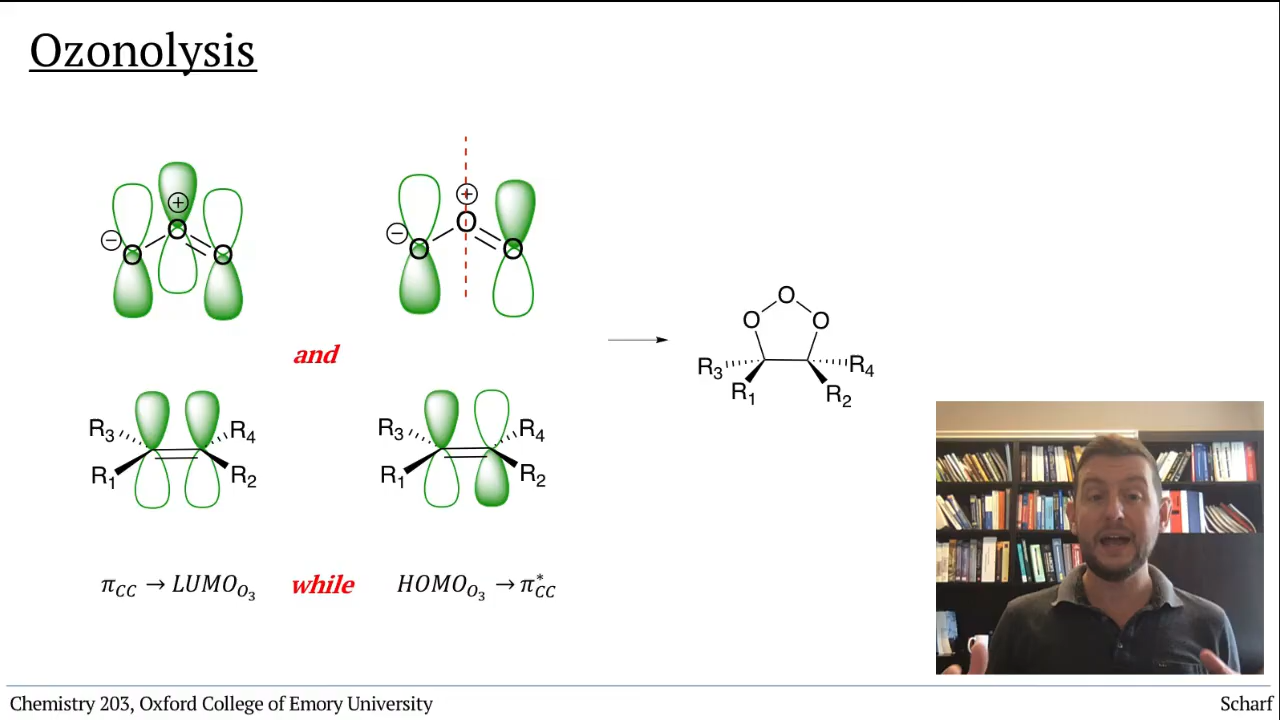 Ozonolysis
⊕
⊖ O O O
⊕
⊖ O O O
and
O
O O
R₃ R₄
R₁ R₂
R₃ R₄
R₁ R₂
R₃ R₄
R₁ R₂
π_CC → LUMO_O₃ while HOMO_O₃ → π*_CC
Chemistry 203, Oxford College of Emory University Scharf